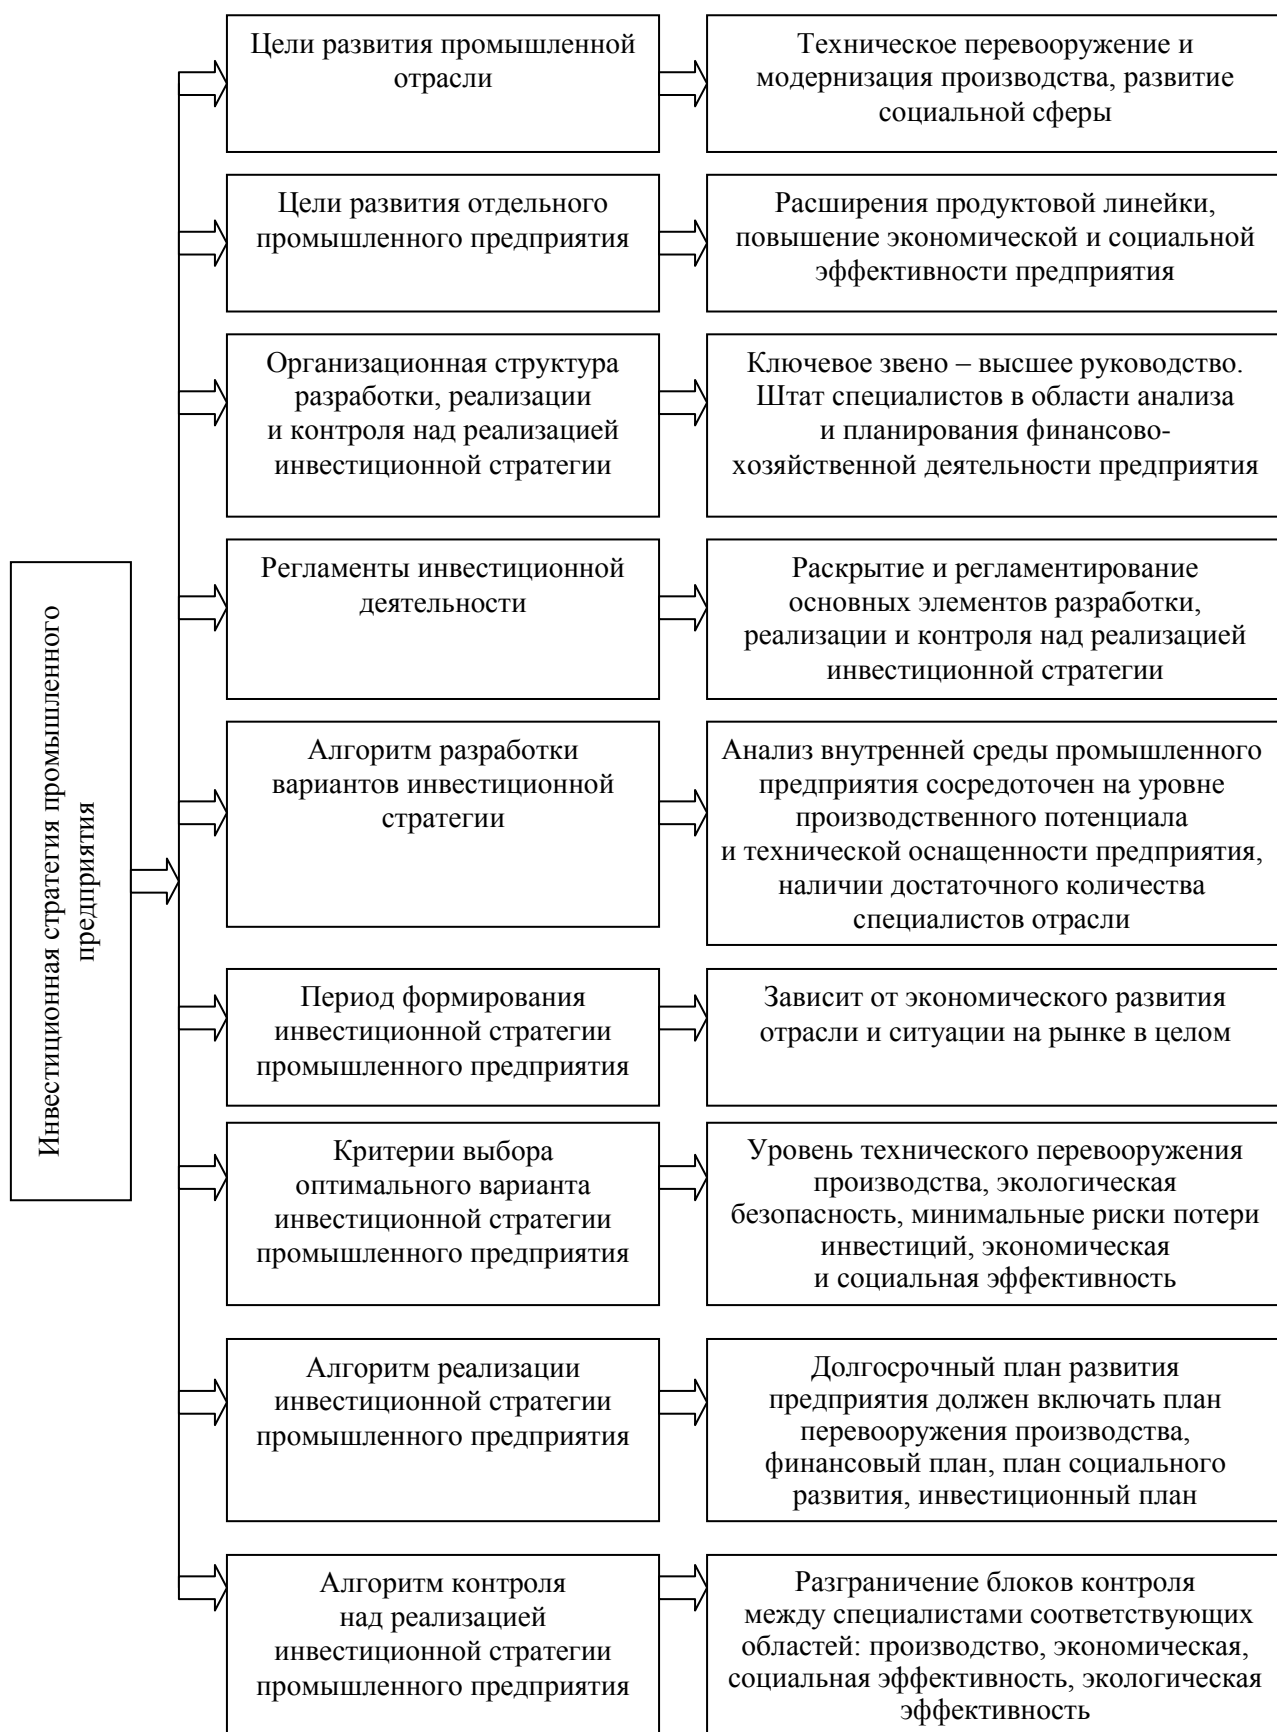 Инвестиционная стратегия промышленного
предприятия
Цели развития промышленной
отрасли
Техническое перевооружение и
модернизация производства, развитие
социальной сферы
Цели развития отдельного
промышленного предприятия
Расширения продуктовой линейки,
повышение экономической и социальной
эффективности предприятия
Организационная структура
разработки, реализации
и контроля над реализацией
инвестиционной стратегии
Ключевое звено – высшее руководство.
Штат специалистов в области анализа
и планирования финансово-
хозяйственной деятельности предприятия
Регламенты инвестиционной
деятельности
Раскрытие и регламентирование
основных элементов разработки,
реализации и контроля над реализацией
инвестиционной стратегии
Алгоритм разработки
вариантов инвестиционной
стратегии
Анализ внутренней среды промышленного
предприятия сосредоточен на уровне
производственного потенциала
и технической оснащенности предприятия,
наличии достаточного количества
специалистов отрасли
Период формирования
инвестиционной стратегии
промышленного предприятия
Зависит от экономического развития
отрасли и ситуации на рынке в целом
Критерии выбора
оптимального варианта
инвестиционной стратегии
промышленного предприятия
Уровень технического перевооружения
производства, экологическая
безопасность, минимальные риски потери
инвестиций, экономическая
и социальная эффективность
Алгоритм реализации
инвестиционной стратегии
промышленного предприятия
Долгосрочный план развития
предприятия должен включать план
перевооружения производства,
финансовый план, план социального
развития, инвестиционный план
Алгоритм контроля
над реализацией
инвестиционной стратегии
промышленного предприятия
Разграничение блоков контроля
между специалистами соответствующих
областей: производство, экономическая,
социальная эффективность, экологическая
эффективность